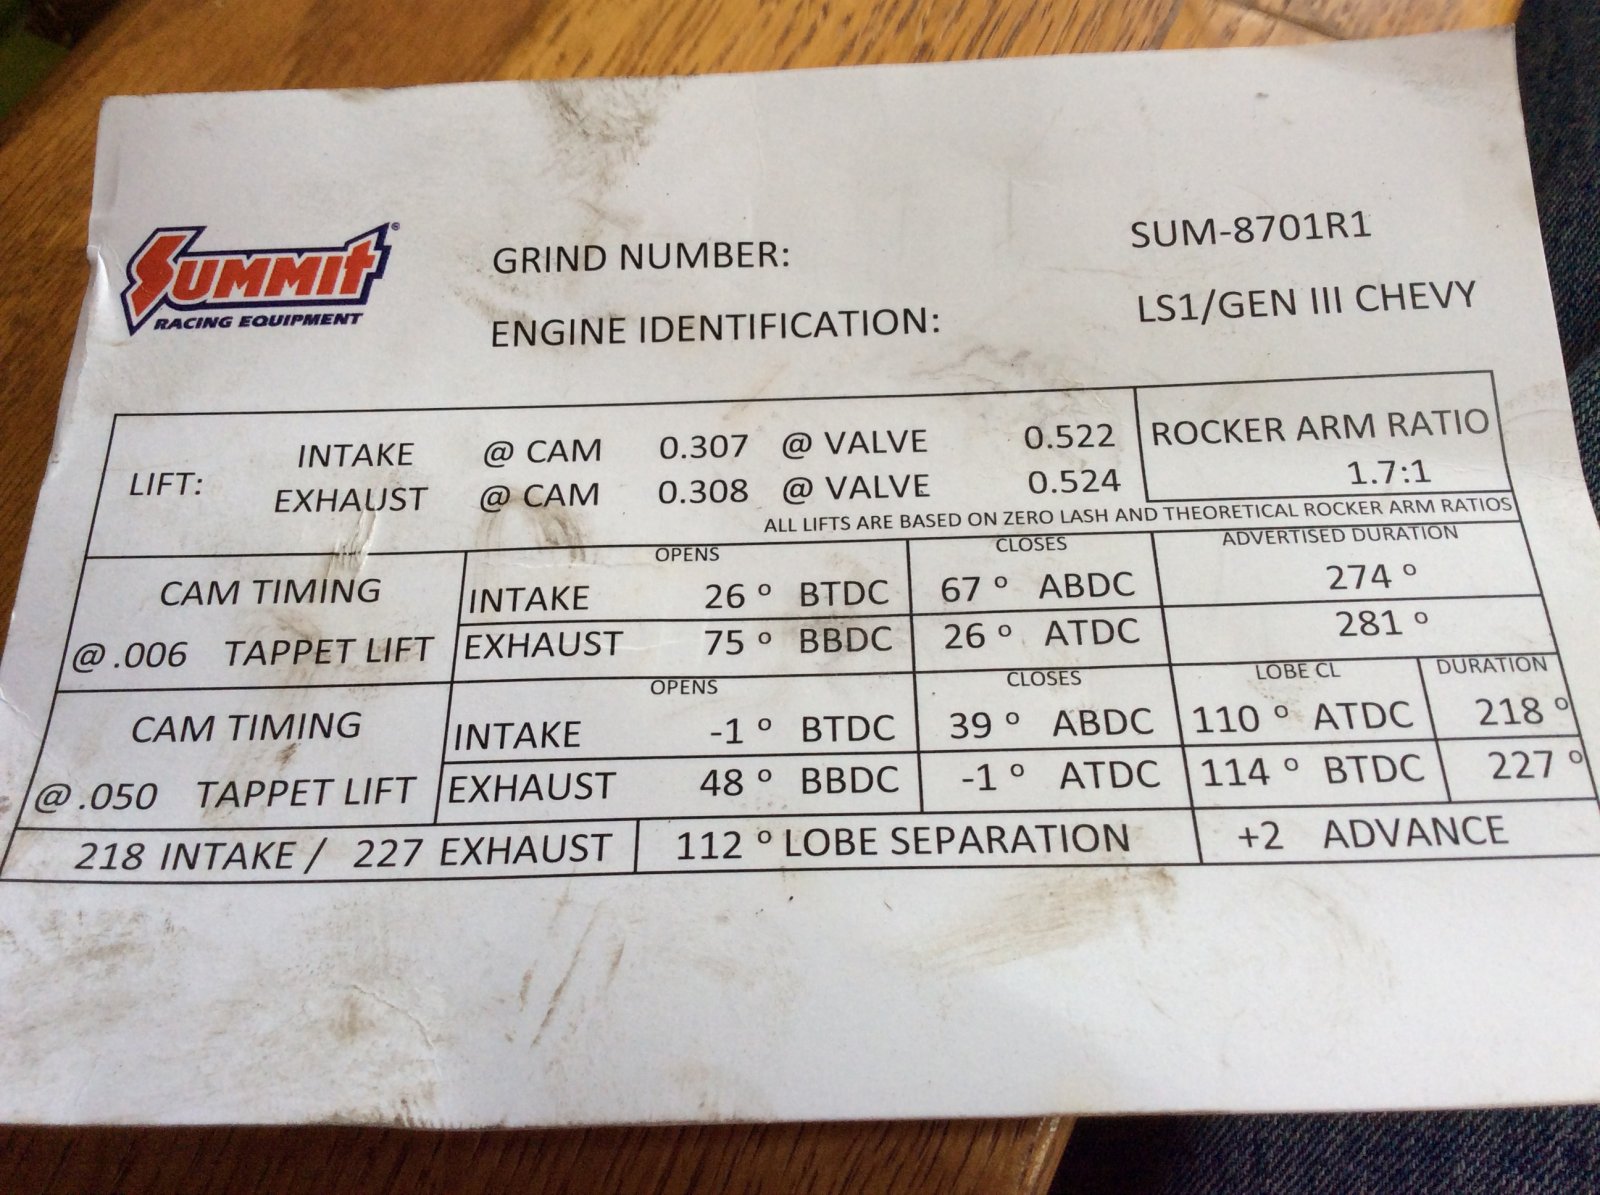 SUMMIT®
RACING EQUIPMENT
GRIND NUMBER: SUM-8701R1
ENGINE IDENTIFICATION: LS1/GEN III CHEVY
LIFT:
INTAKE @ CAM 0.307 @ VALVE 0.522
EXHAUST @ CAM 0.308 @ VALVE 0.524
ROCKER ARM RATIO
1.7:1
ALL LIFTS ARE BASED ON ZERO LASH AND THEORETICAL ROCKER ARM RATIOS
CAM TIMING
@ .006 TAPPET LIFT
OPENS CLOSES ADVERTISED DURATION
INTAKE 26 º BTDC 67 º ABDC 274 º
EXHAUST 75 º BBDC 26 º ATDC 281 º
CAM TIMING
@ .050 TAPPET LIFT
OPENS CLOSES LOBE CL DURATION
INTAKE -1 º BTDC 39 º ABDC 110 º ATDC 218 º
EXHAUST 48 º BBDC -1 º ATDC 114 º BTDC 227 º
218 INTAKE / 227 EXHAUST 112 º LOBE SEPARATION +2 ADVANCE